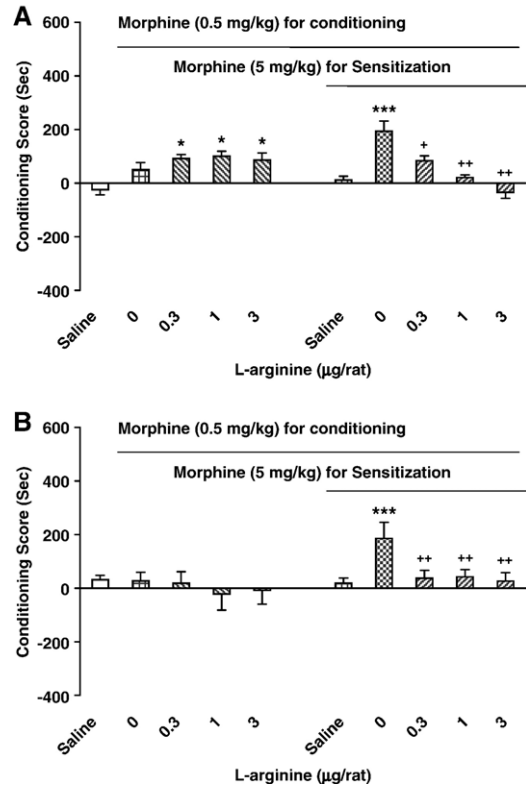 A
Morphine (0.5 mg/kg) for conditioning
Morphine (5 mg/kg) for Sensitization
Conditioning Score (Sec)
600
400
200
0
-200
-400
* * * *** + ++ ++
Saline 0 0.3 1 3 Saline 0 0.3 1 3
L-arginine (μg/rat)
B
Morphine (0.5 mg/kg) for conditioning
Morphine (5 mg/kg) for Sensitization
Conditioning Score (Sec)
600
400
200
0
-200
-400
*** ++ ++ ++
Saline 0 0.3 1 3 Saline 0 0.3 1 3
L-arginine (μg/rat)